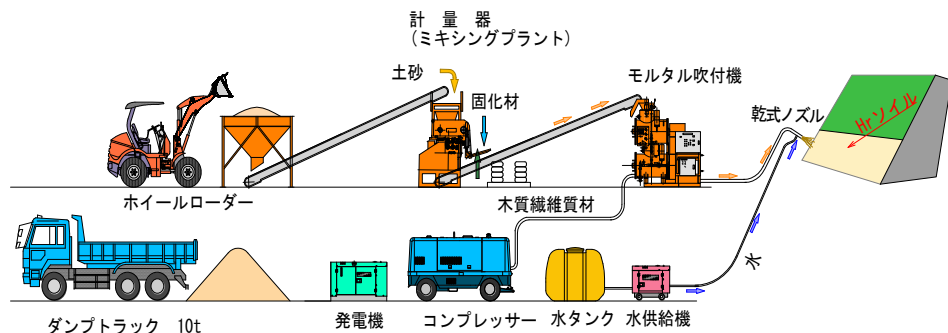 計 量 器
(ミキシングプラント)
土砂
固化材
モルタル吹付機
乾式ノズル
Hrソイル
ホイールローダー
木質繊維質材
水
ダンプトラック 10t
発電機
コンプレッサー
水タンク
水供給機